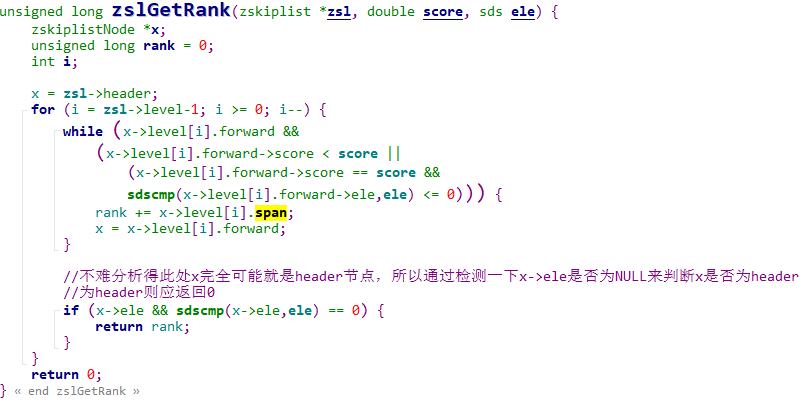 unsigned long zslGetRank(zskiplist *zsl, double score, sds ele) {
    zskiplistNode *x;
    unsigned long rank = 0;
    int i;

    x = zsl->header;
    for (i = zsl->level-1; i >= 0; i--) {
        while (x->level[i].forward &&
            (x->level[i].forward->score < score ||
                (x->level[i].forward->score == score &&
                sdscmp(x->level[i].forward->ele,ele) <= 0))) {
            rank += x->level[i].span;
            x = x->level[i].forward;
        }

        //不难分析得此处x完全可能就是header节点，所以通过检测一下x->ele是否为NULL来判断x是否为header
        //为header则应返回0
        if (x->ele && sdscmp(x->ele,ele) == 0) {
            return rank;
        }
    }
    return 0;
} « end zslGetRank »